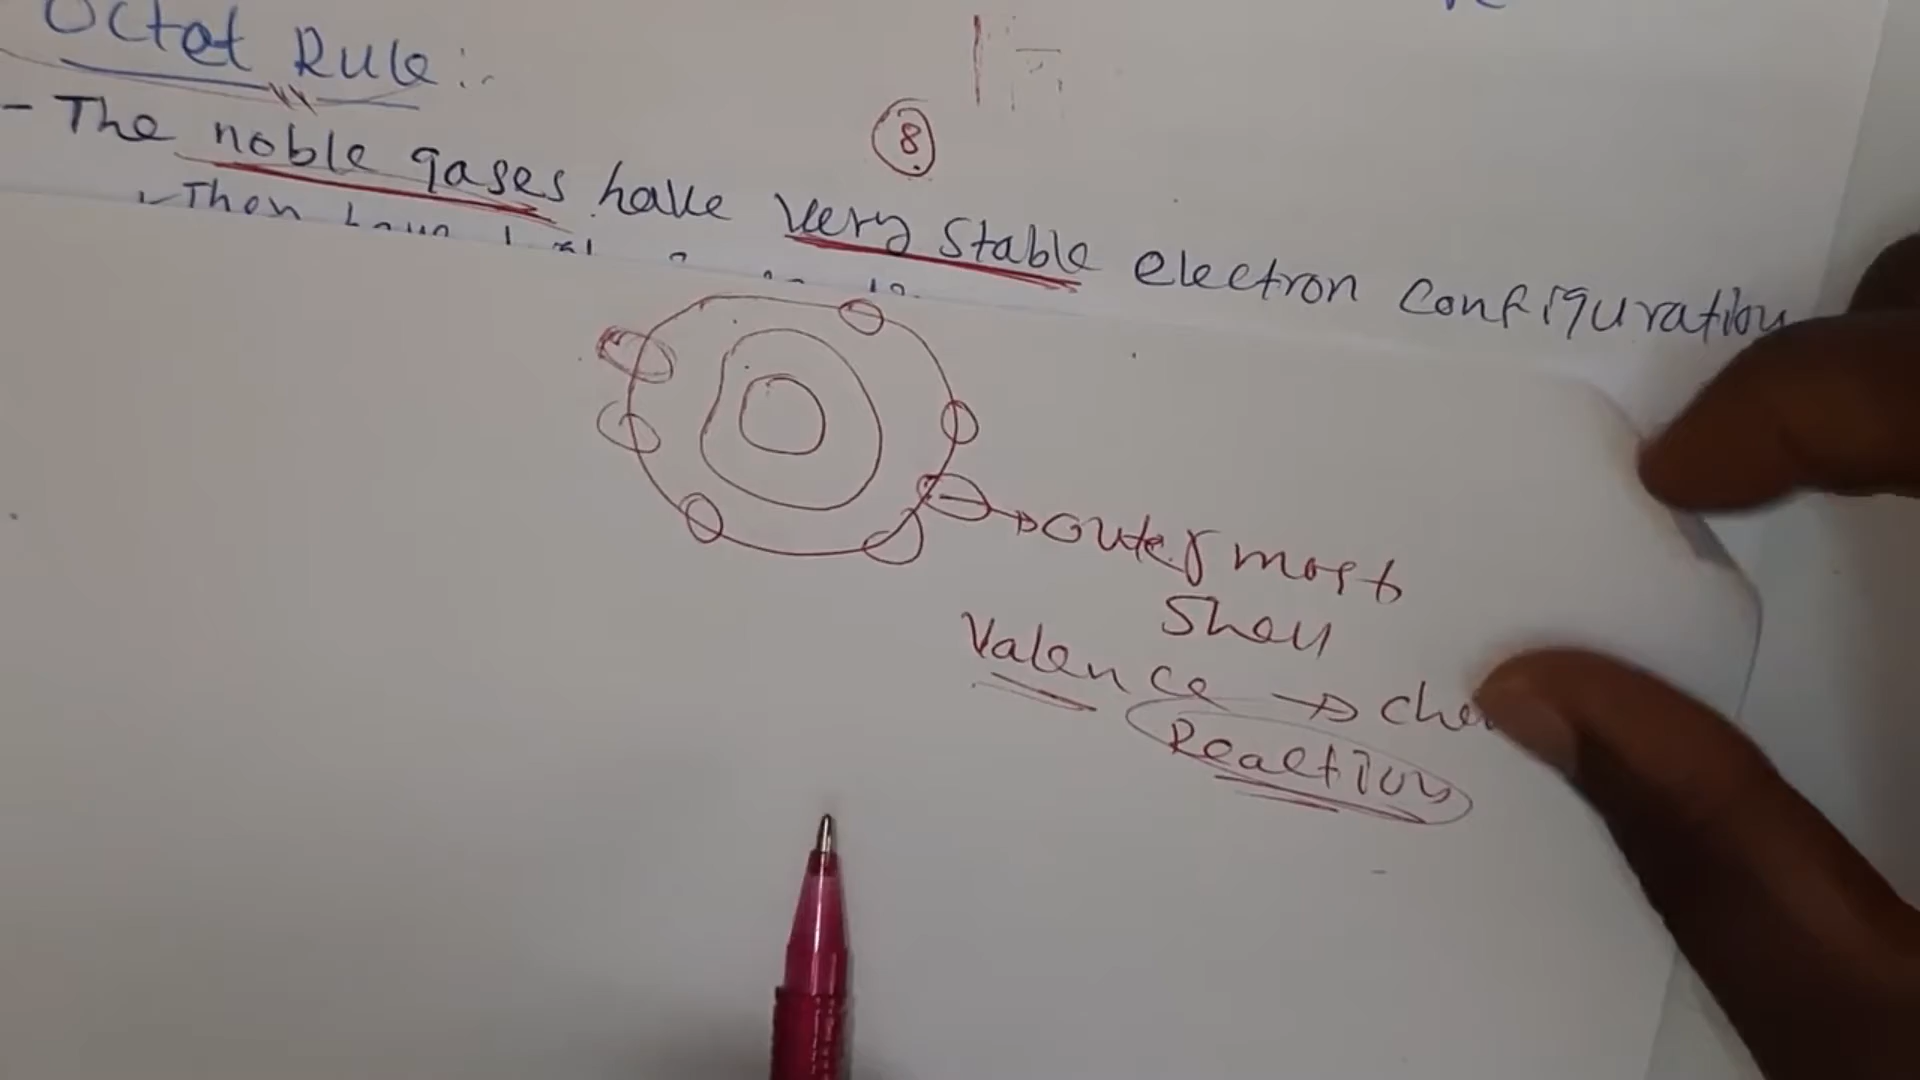 Octet Rule:-
8
- The noble gases have very stable electron configuration
outermost
Shell
Valence →
Reaction